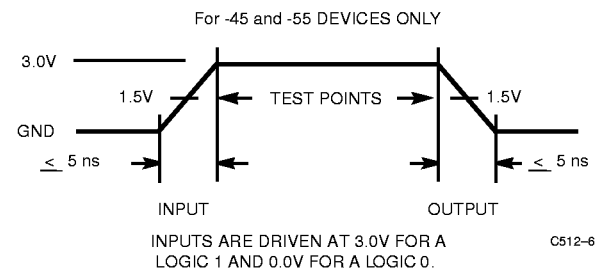 For -45 and -55 DEVICES ONLY
3.0V
1.5V
TEST POINTS
1.5V
GND
≤ 5 ns
≤ 5 ns
INPUT
OUTPUT
INPUTS ARE DRIVEN AT 3.0V FOR A
LOGIC 1 AND 0.0V FOR A LOGIC 0.
C512–6